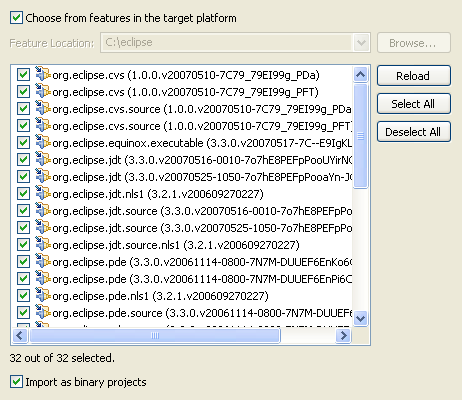 Choose from features in the target platform
Feature Location: C:\eclipse Browse...
org.eclipse.cvs (1.0.0.v20070510-7C79_79EI99g_PDa)
Reload
org.eclipse.cvs (1.0.0.v20070510-7C79_79EI99g_PFT)
org.eclipse.cvs.source (1.0.0.v20070510-7C79_79EI99g_PDa
Select All
org.eclipse.cvs.source (1.0.0.v20070510-7C79_79EI99g_PFT)
Deselect All
org.eclipse.equinox.executable (3.3.0.v20070517-7C--E9IgKL
org.eclipse.jdt (3.3.0.v20070516-0010-7o7hE8PEFpPooUYirNC
org.eclipse.jdt (3.3.0.v20070525-1050-7o7hE8PEFpPooaYn-JC
org.eclipse.jdt.nls1 (3.2.1.v200609270227)
org.eclipse.jdt.source (3.3.0.v20070516-0010-7o7hE8PEFpPo
org.eclipse.jdt.source (3.3.0.v20070525-1050-7o7hE8PEFpPo
org.eclipse.jdt.source.nls1 (3.2.1.v200609270227)
org.eclipse.pde (3.3.0.v20061114-0800-7N7M-DUUEF6EnKo6C
org.eclipse.pde (3.3.0.v20061114-0800-7N7M-DUUEF6EnPi6C
org.eclipse.pde.nls1 (3.2.1.v200609270227)
org.eclipse.pde.source (3.3.0.v20061114-0800-7N7M-DUUEF6
32 out of 32 selected.
Import as binary projects